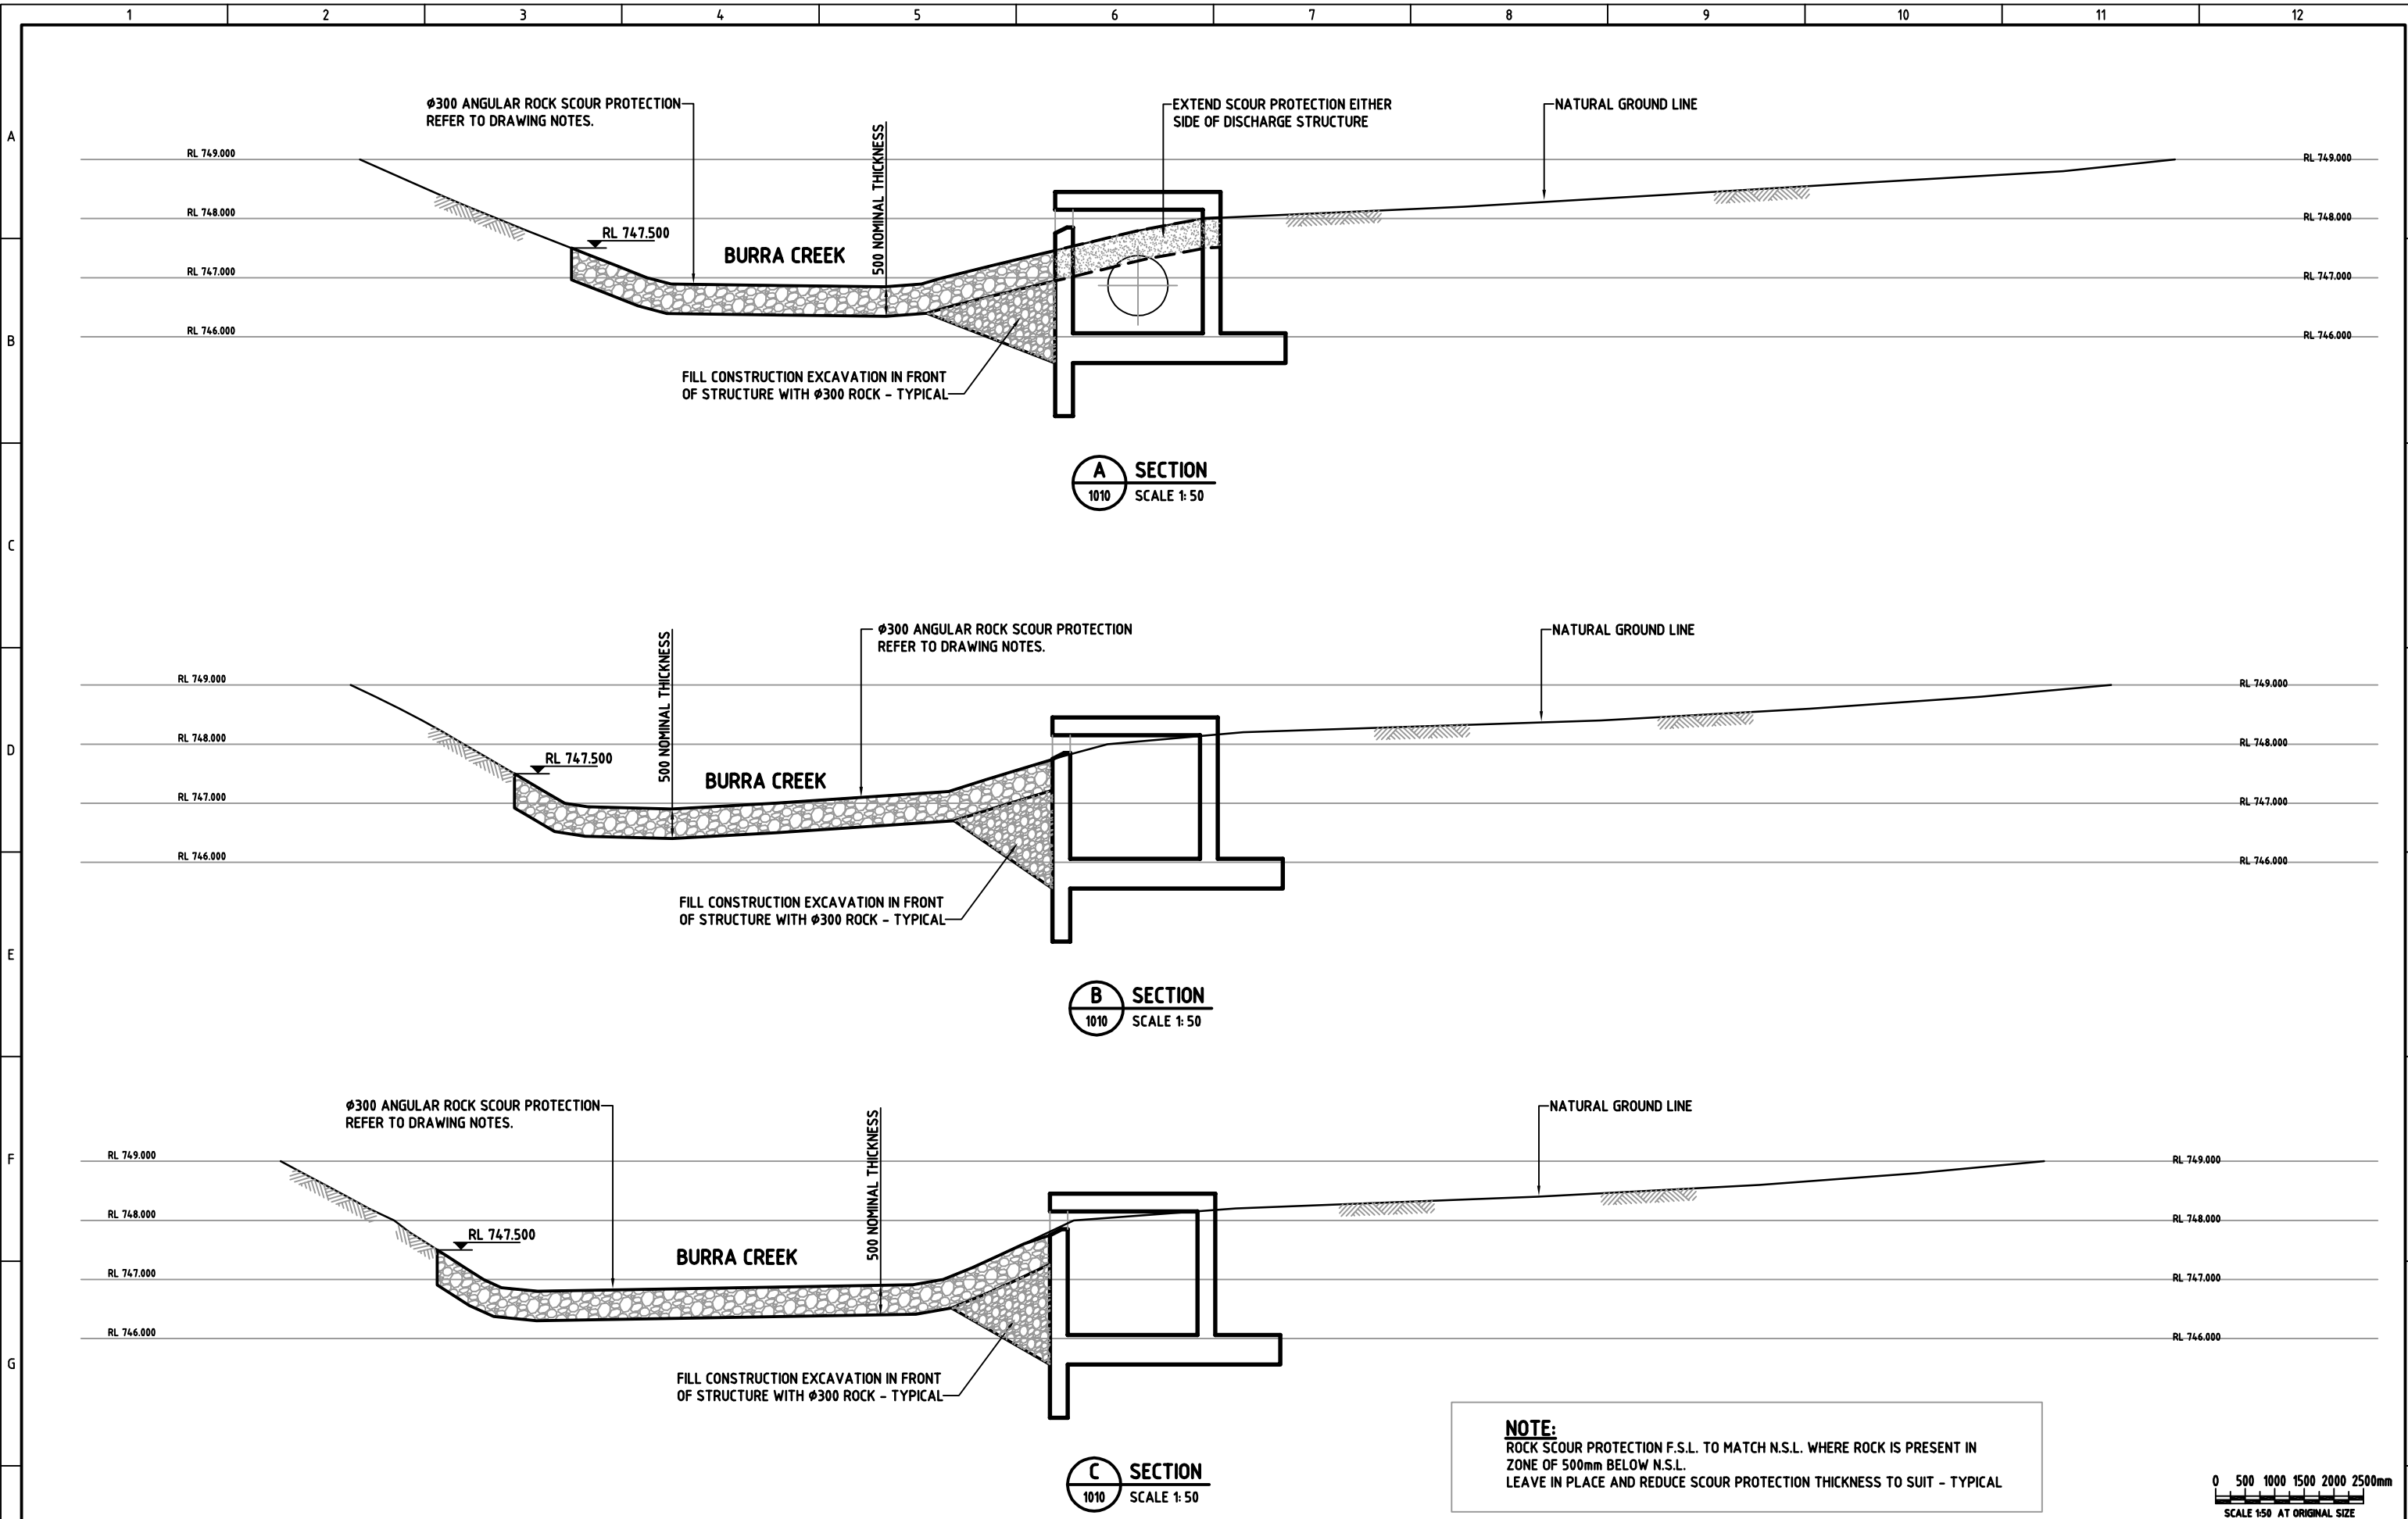 1 2 3 4 5 6 7 8 9 10 11 12
A
B
C
D
E
F
G
Ø300 ANGULAR ROCK SCOUR PROTECTION
REFER TO DRAWING NOTES.
500 NOMINAL THICKNESS
EXTEND SCOUR PROTECTION EITHER
SIDE OF DISCHARGE STRUCTURE
NATURAL GROUND LINE
RL 749.000
RL 749.000
RL 748.000
RL 748.000
RL 747.500
BURRA CREEK
RL 747.000
RL 747.000
RL 746.000
RL 746.000
FILL CONSTRUCTION EXCAVATION IN FRONT
OF STRUCTURE WITH Ø300 ROCK - TYPICAL
A
1010
SECTION
SCALE 1: 50
500 NOMINAL THICKNESS
Ø300 ANGULAR ROCK SCOUR PROTECTION
REFER TO DRAWING NOTES.
NATURAL GROUND LINE
RL 749.000
RL 749.000
RL 748.000
RL 748.000
RL 747.500
BURRA CREEK
RL 747.000
RL 747.000
RL 746.000
RL 746.000
FILL CONSTRUCTION EXCAVATION IN FRONT
OF STRUCTURE WITH Ø300 ROCK - TYPICAL
B
1010
SECTION
SCALE 1: 50
Ø300 ANGULAR ROCK SCOUR PROTECTION
REFER TO DRAWING NOTES.
500 NOMINAL THICKNESS
NATURAL GROUND LINE
RL 749.000
RL 749.000
RL 748.000
RL 748.000
RL 747.500
BURRA CREEK
RL 747.000
RL 747.000
RL 746.000
RL 746.000
FILL CONSTRUCTION EXCAVATION IN FRONT
OF STRUCTURE WITH Ø300 ROCK - TYPICAL
C
1010
SECTION
SCALE 1: 50
NOTE:
ROCK SCOUR PROTECTION F.S.L. TO MATCH N.S.L. WHERE ROCK IS PRESENT IN
ZONE OF 500mm BELOW N.S.L.
LEAVE IN PLACE AND REDUCE SCOUR PROTECTION THICKNESS TO SUIT - TYPICAL
0 500 1000 1500 2000 2500mm
SCALE 1:50 AT ORIGINAL SIZE